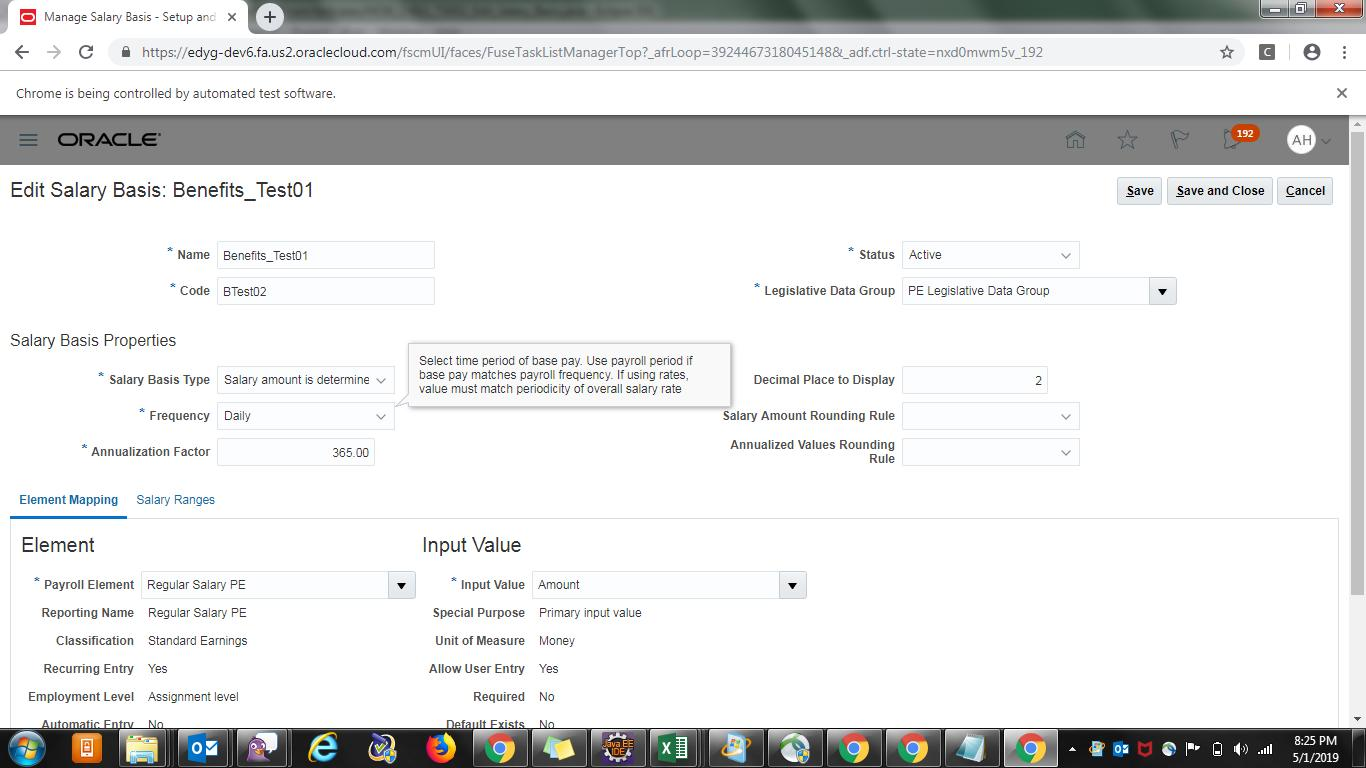 Manage Salary Basis - Setup and
https://edyg-dev6.fa.us2.oraclecloud.com/fscmUI/faces/FuseTaskListManagerTop?_afrLoop=3924467318045148&_adf.ctrl-state=nxd0mwm5v_192
Chrome is being controlled by automated test software.
ORACLE
192
AH
Edit Salary Basis: Benefits_Test01
Save
Save and Close
Cancel
* Name Benefits_Test01
* Status Active
* Code BTest02
* Legislative Data Group PE Legislative Data Group
Salary Basis Properties
Select time period of base pay. Use payroll period if
base pay matches payroll frequency. If using rates,
value must match periodicity of overall salary rate
* Salary Basis Type Salary amount is determine
Decimal Place to Display 2
* Frequency Daily
Salary Amount Rounding Rule
* Annualization Factor 365.00
Annualized Values Rounding
Rule
Element Mapping
Salary Ranges
Element
Input Value
* Payroll Element Regular Salary PE
* Input Value Amount
Reporting Name Regular Salary PE
Special Purpose Primary input value
Classification Standard Earnings
Unit of Measure Money
Recurring Entry Yes
Allow User Entry Yes
Employment Level Assignment level
Required No
Automatic Entry No
Default Exists No
Java EE
IDE
8:25 PM
5/1/2019